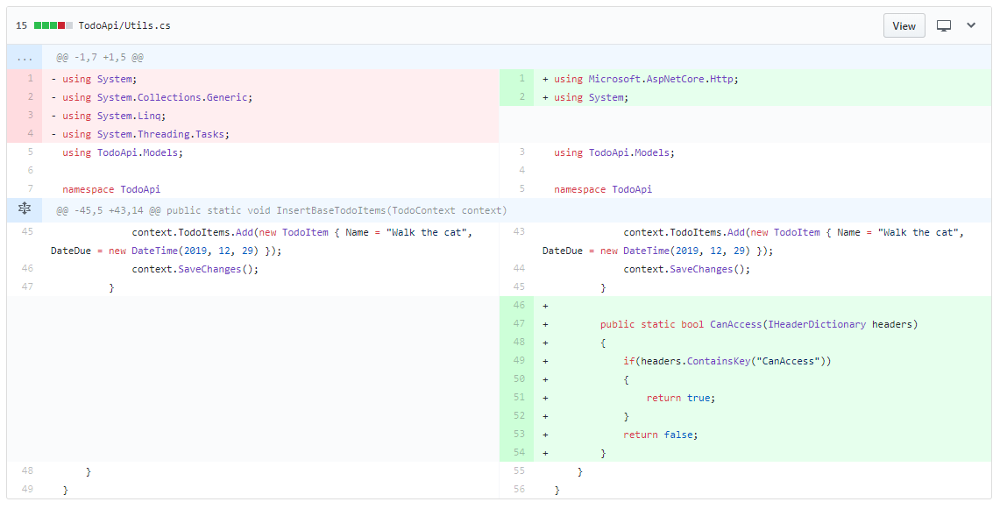 15 TodoApi/Utils.cs View
... @@ -1,7 +1,5 @@
1 - using System; 1 + using Microsoft.AspNetCore.Http;
2 - using System.Collections.Generic; 2 + using System;
3 - using System.Linq;
4 - using System.Threading.Tasks;
5 using TodoApi.Models; 3 using TodoApi.Models;
6 4
7 namespace TodoApi 5 namespace TodoApi
@@ -45,5 +43,14 @@ public static void InsertBaseTodoItems(TodoContext context)
45 context.TodoItems.Add(new TodoItem { Name = "Walk the cat", 43 context.TodoItems.Add(new TodoItem { Name = "Walk the cat",
DateDue = new DateTime(2019, 12, 29) }); DateDue = new DateTime(2019, 12, 29) });
46 context.SaveChanges(); 44 context.SaveChanges();
47 } 45 }
46 +
47 + public static bool CanAccess(IHeaderDictionary headers)
48 + {
49 + if(headers.ContainsKey("CanAccess"))
50 + {
51 + return true;
52 + }
53 + return false;
54 + }
48 } 55 }
49 } 56 }